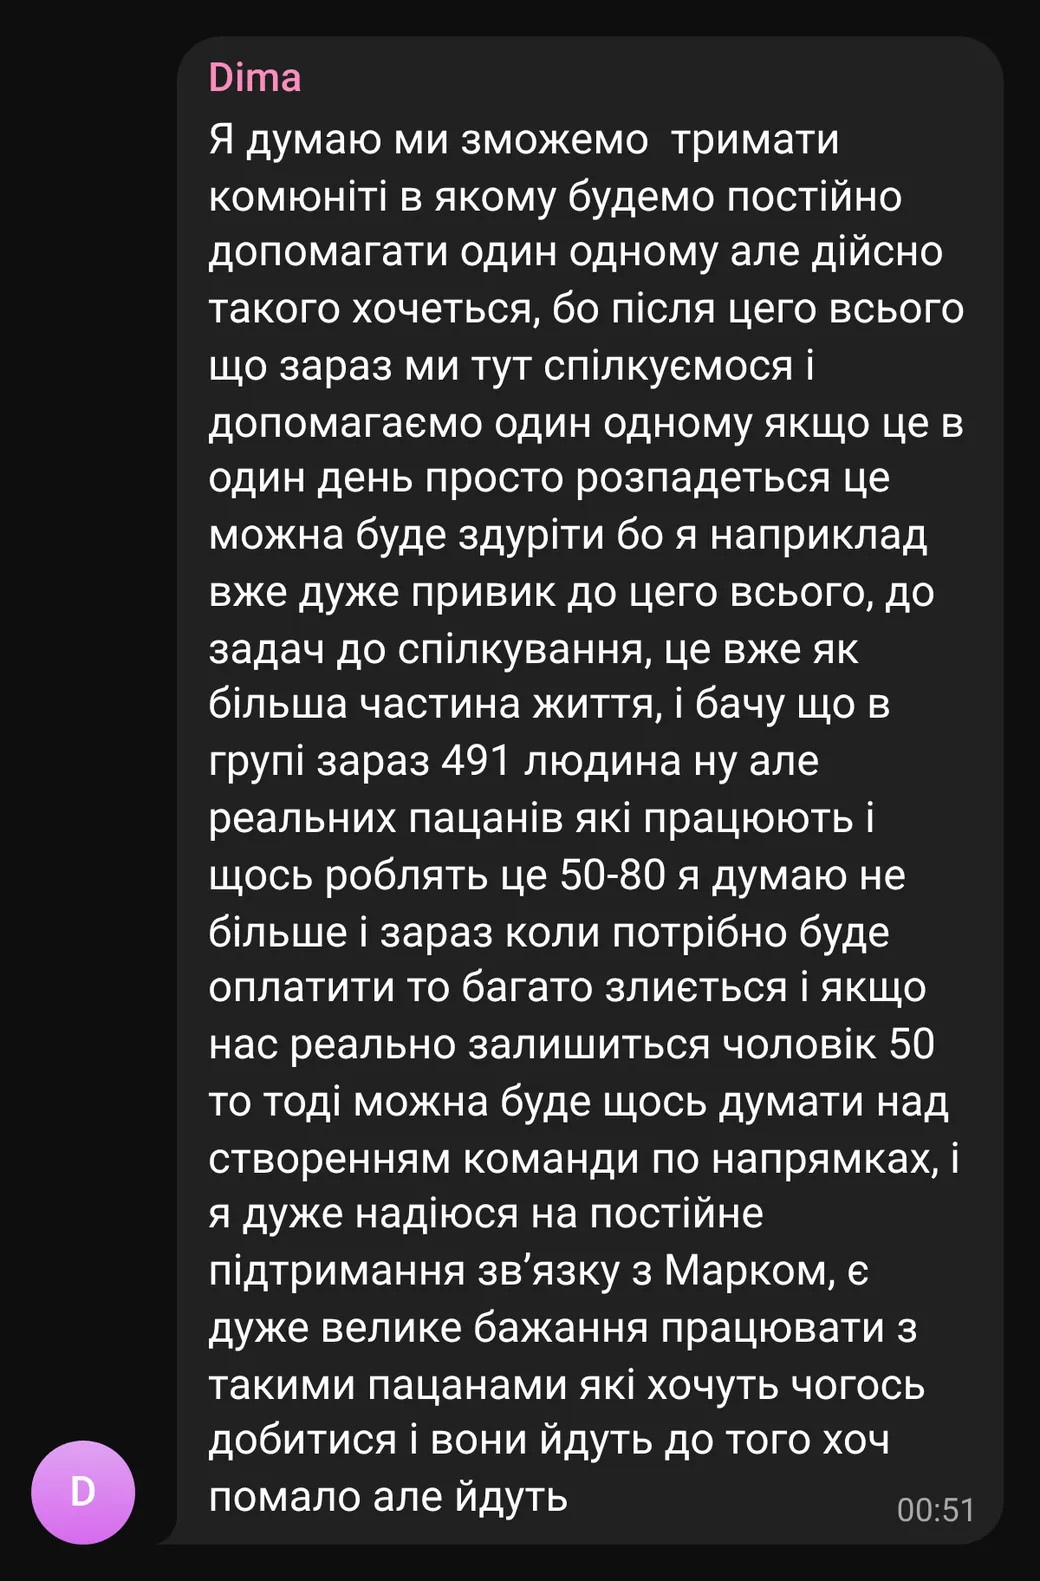 Dima
Я думаю ми зможемо  тримати
комюніті в якому будемо постійно
допомагати один одному але дійсно
такого хочеться, бо після цего всього
що зараз ми тут спілкуємося і
допомагаємо один одному якщо це в
один день просто розпадеться це
можна буде здуріти бо я наприклад
вже дуже привик до цего всього, до
задач до спілкування, це вже як
більша частина життя, і бачу що в
групі зараз 491 людина ну але
реальних пацанів які працюють і
щось роблять це 50-80 я думаю не
більше і зараз коли потрібно буде
оплатити то багато злиється і якщо
нас реально залишиться чоловік 50
то тоді можна буде щось думати над
створенням команди по напрямках, і
я дуже надіюся на постійне
підтримання зв’язку з Марком, є
дуже велике бажання працювати з
такими пацанами які хочуть чогось
добитися і вони йдуть до того хоч
помало але йдуть
00:51
D